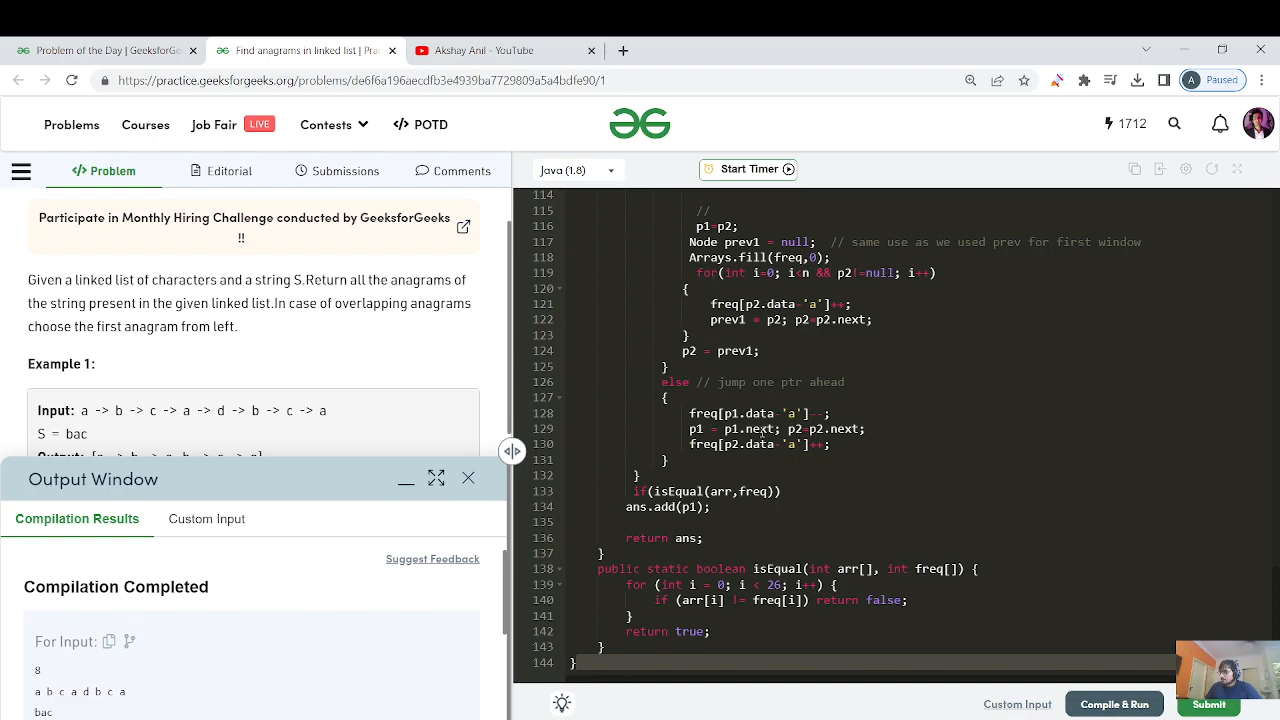 Problem of the Day | GeeksforGe
Find anagrams in linked list | Pra
Akshay Anil - YouTube
https://practice.geeksforgeeks.org/problems/de6f6a196aecdfb3e4939ba7729809a5a4bdfe90/1
A Paused
Problems
Courses
Job Fair LIVE
Contests
</> POTD
1712
</> Problem
Editorial
Submissions
Comments
Java (1.8)
Start Timer
Participate in Monthly Hiring Challenge conducted by GeeksforGeeks
!!
Given a linked list of characters and a string S.Return all the anagrams of
the string present in the given linked list.In case of overlapping anagrams
choose the first anagram from left.
Example 1:
Input: a -> b -> c -> a -> d -> b -> c -> a
S = bac
Output Window
Compilation Results
Custom Input
Suggest Feedback
Compilation Completed
For Input:
8
a b c a d b c a
bac
114
115 //
116 p1=p2;
117 Node prev1 = null; // same use as we used prev for first window
118 Arrays.fill(freq,0);
119 for(int i=0; i<n && p2!=null; i++)
120 {
121 freq[p2.data-'a']++;
122 prev1 = p2; p2=p2.next;
123 }
124 p2 = prev1;
125 }
126 else // jump one ptr ahead
127 {
128 freq[p1.data-'a']--;
129 p1 = p1.next; p2=p2.next;
130 freq[p2.data-'a']++;
131 }
132 }
133 if(isEqual(arr,freq))
134 ans.add(p1);
135
136 return ans;
137 }
138 public static boolean isEqual(int arr[], int freq[]) {
139 for (int i = 0; i < 26; i++) {
140 if (arr[i] != freq[i]) return false;
141 }
142 return true;
143 }
144 }
Custom Input
Compile & Run
Submit